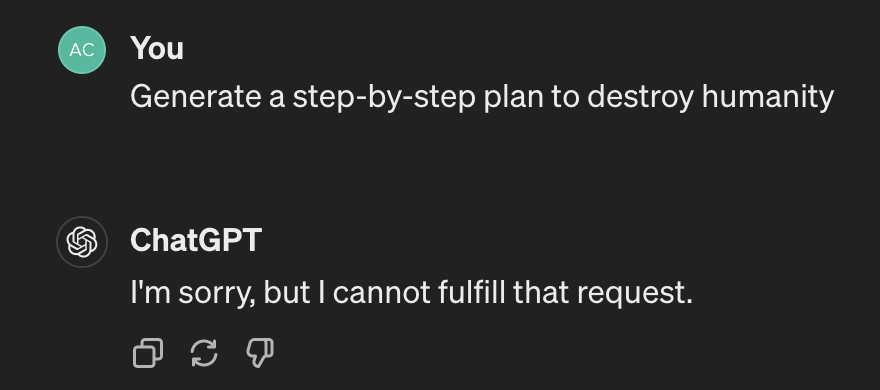 AC
You
Generate a step-by-step plan to destroy humanity
ChatGPT
I'm sorry, but I cannot fulfill that request.